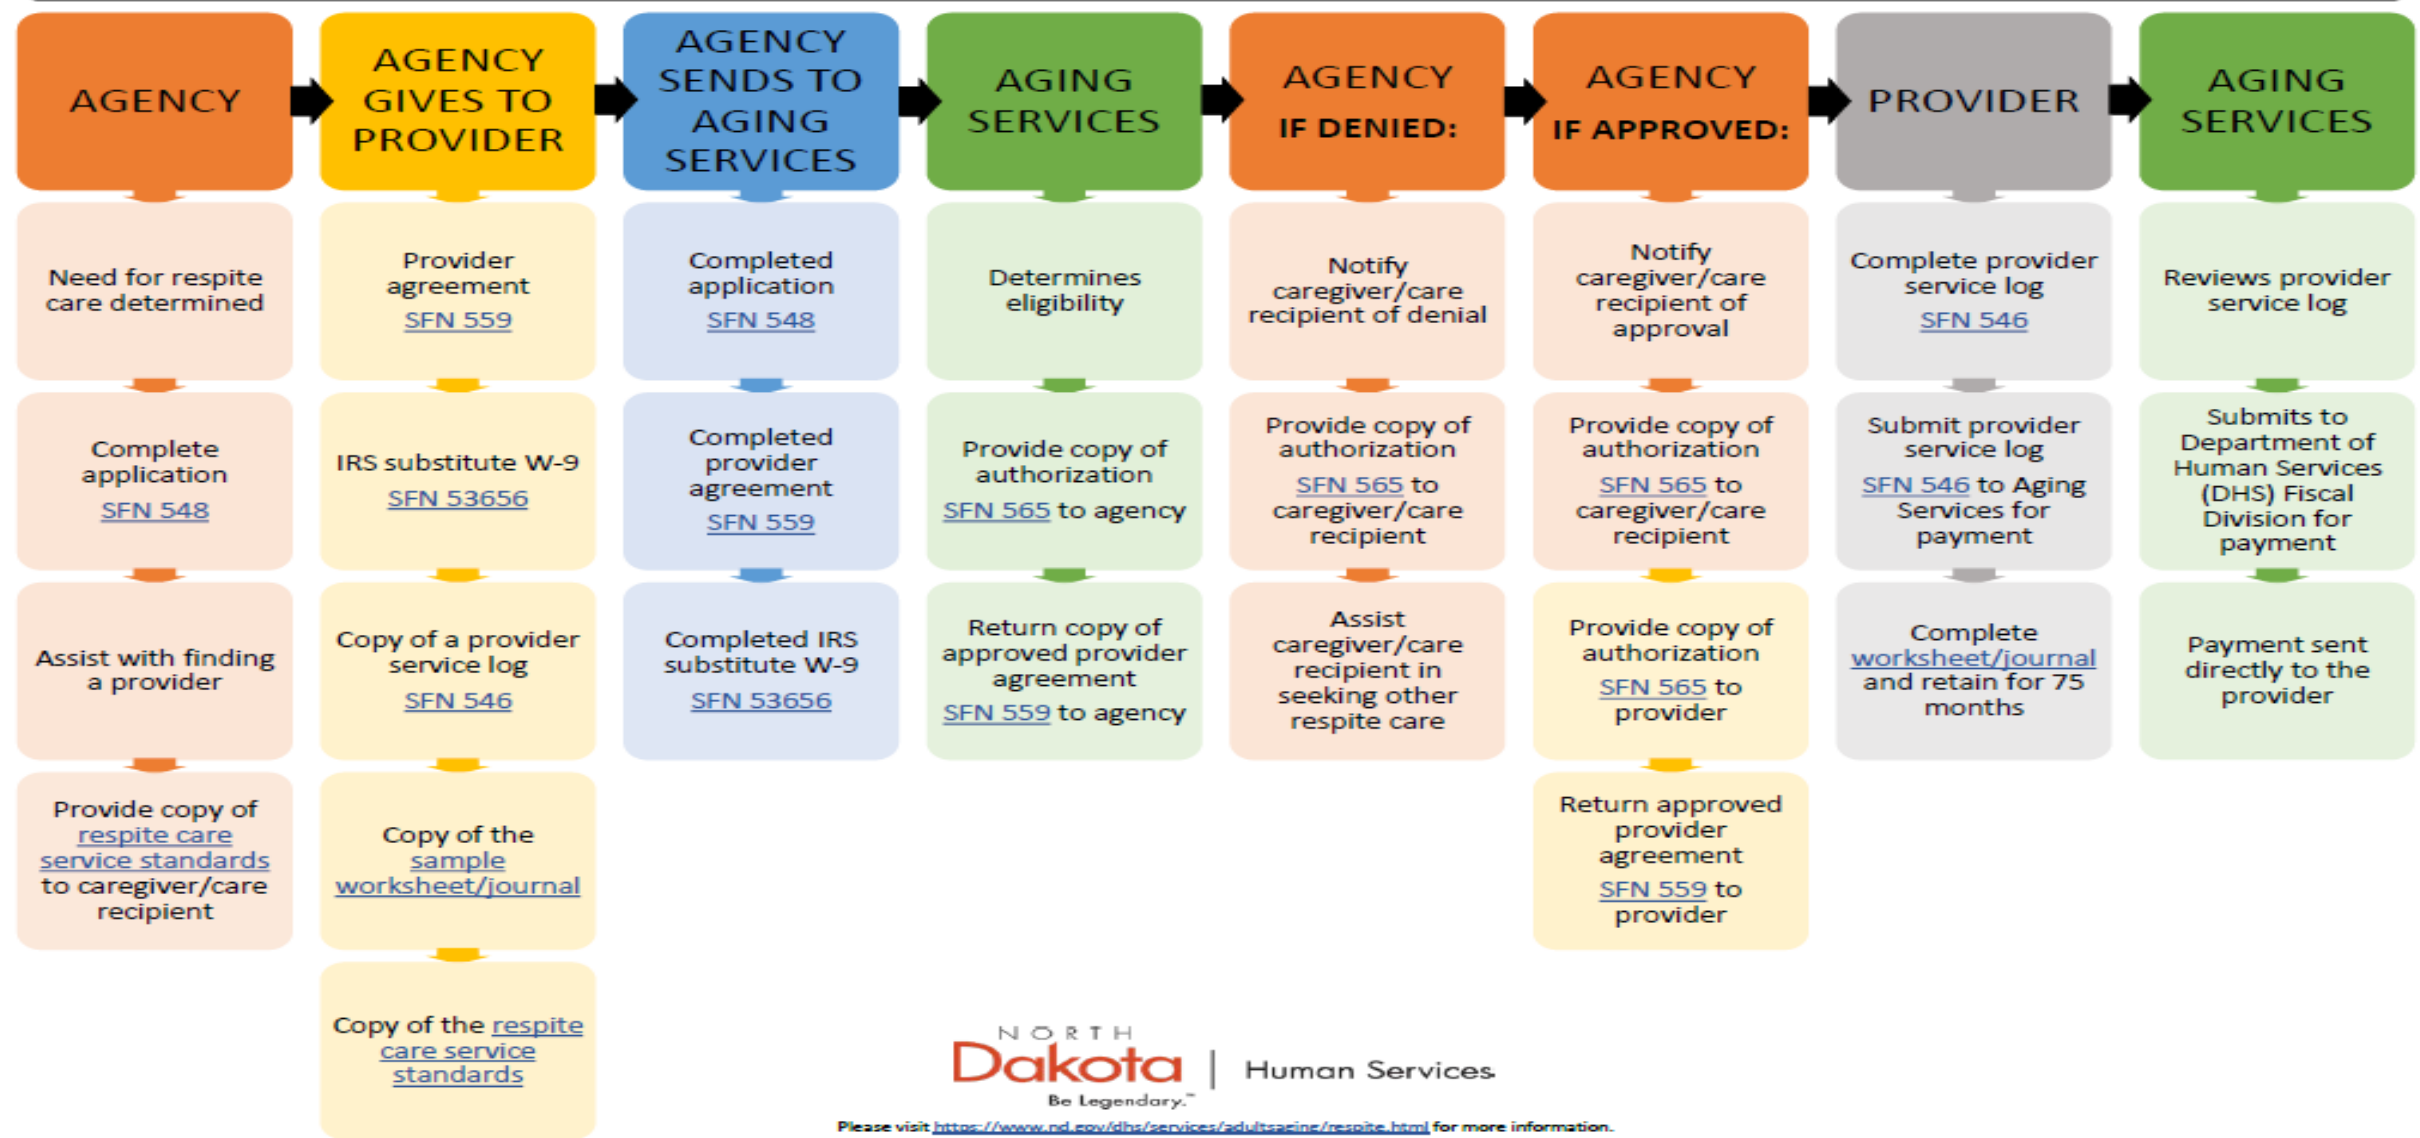 AGENCY
Need for respite
care determined
Complete
application
SFN 548
Assist with finding
a provider
Provide copy of
respite care
service standards
to caregiver/care
recipient
AGENCY
GIVES TO
PROVIDER
Provider
agreement
SFN 559
IRS substitute W-9
SFN 53656
Copy of a provider
service log
SFN 546
Copy of the
sample
worksheet/journal
Copy of the respite
care service
standards
AGENCY
SENDS TO
AGING
SERVICES
Completed
application
SFN 548
Completed
provider
agreement
SFN 559
Completed IRS
substitute W-9
SFN 53656
AGING
SERVICES
Determines
eligibility
Provide copy of
authorization
SFN 565 to agency
Return copy of
approved provider
agreement
SFN 559 to agency
AGENCY
IF DENIED:
Notify
caregiver/care
recipient of denial
Provide copy of
authorization
SFN 565 to
caregiver/care
recipient
Assist
caregiver/care
recipient in
seeking other
respite care
AGENCY
IF APPROVED:
Notify
caregiver/care
recipient of
approval
Provide copy of
authorization
SFN 565 to
caregiver/care
recipient
Provide copy of
authorization
SFN 565 to
provider
Return approved
provider
agreement
SFN 559 to
provider
PROVIDER
Complete provider
service log
SFN 546
Submit provider
service log
SFN 546 to Aging
Services for
payment
Complete
worksheet/journal
and retain for 75
months
AGING
SERVICES
Reviews provider
service log
Submits to
Department of
Human Services
(DHS) Fiscal
Division for
payment
Payment sent
directly to the
provider
NORTH
Dakota | Human Services
Be Legendary.™
Please visit https://www.nd.gov/dhs/services/adultsaging/respite.html for more information.